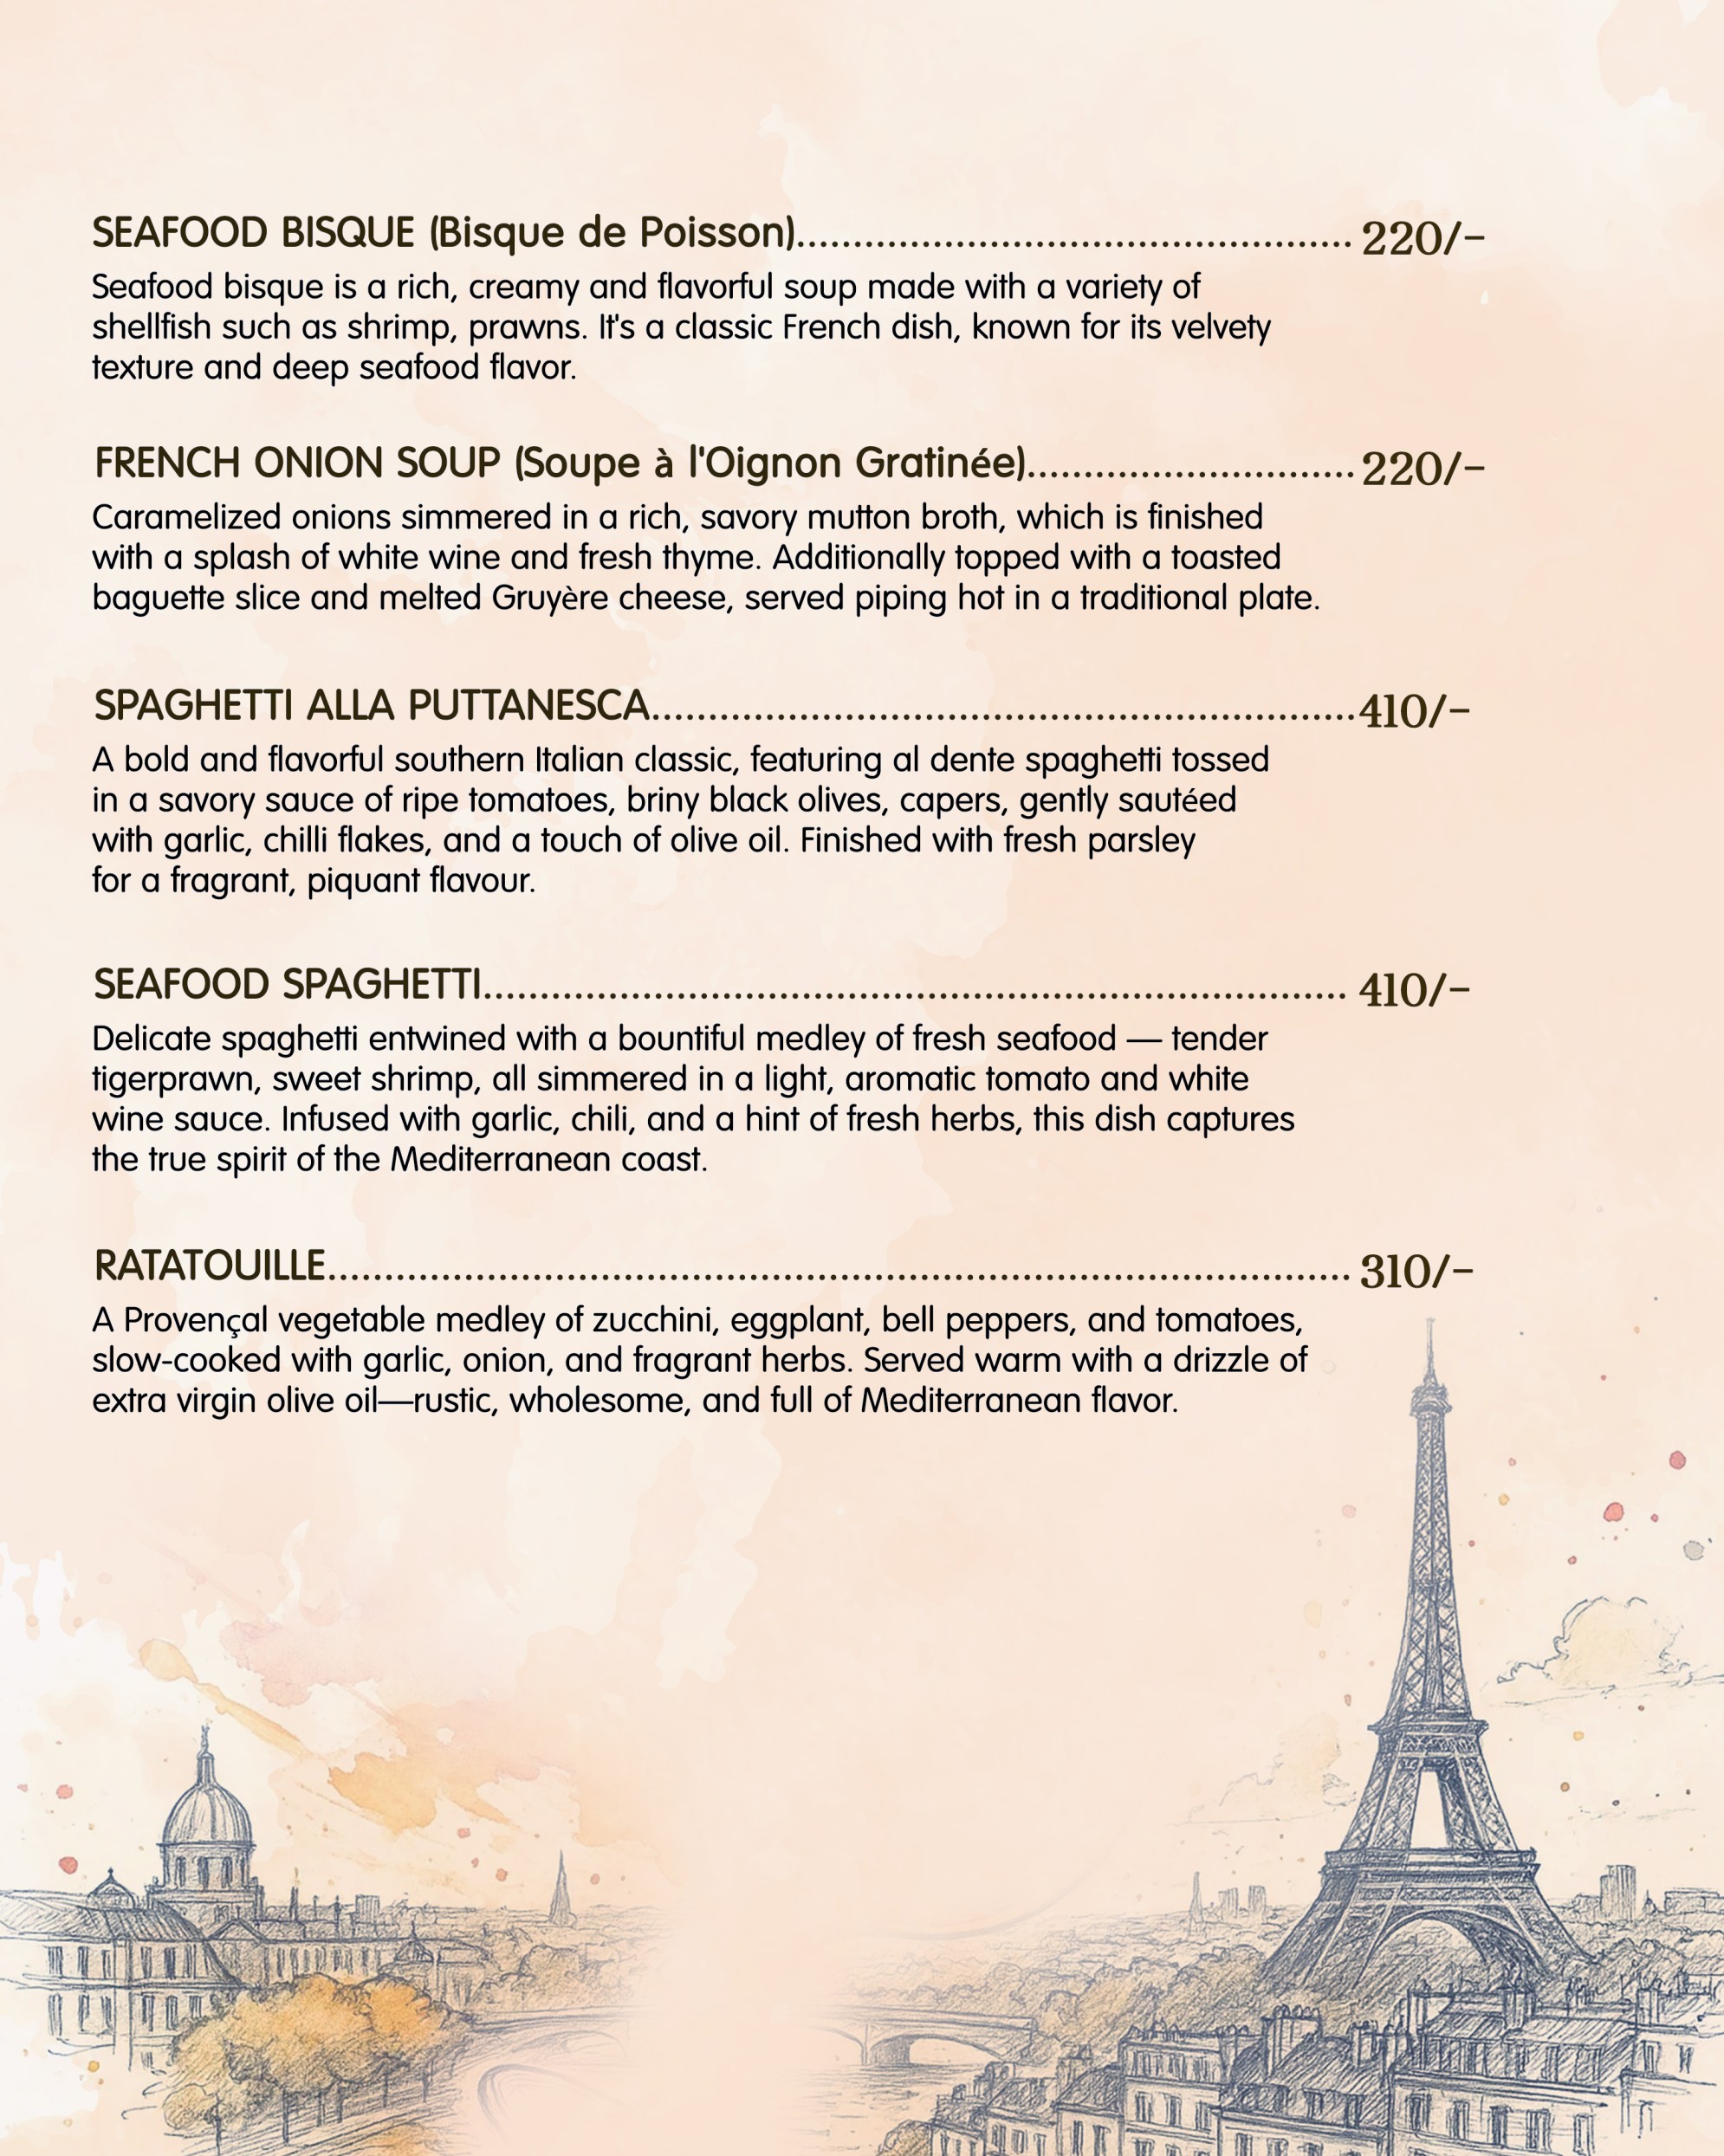 SEAFOOD BISQUE (Bisque de Poisson)........................................................... 220/-
Seafood bisque is a rich, creamy and flavorful soup made with a variety of
shellfish such as shrimp, prawns. It's a classic French dish, known for its velvety
texture and deep seafood flavor.
FRENCH ONION SOUP (Soupe à l'Oignon Gratinée)...................................220/-
Caramelized onions simmered in a rich, savory mutton broth, which is finished
with a splash of white wine and fresh thyme. Additionally topped with a toasted
baguette slice and melted Gruyère cheese, served piping hot in a traditional plate.
SPAGHETTI ALLA PUTTANESCA...........................................................................410/-
A bold and flavorful southern Italian classic, featuring al dente spaghetti tossed
in a savory sauce of ripe tomatoes, briny black olives, capers, gently sautéed
with garlic, chilli flakes, and a touch of olive oil. Finished with fresh parsley
for a fragrant, piquant flavour.
SEAFOOD SPAGHETTI............................................................................................ 410/-
Delicate spaghetti entwined with a bountiful medley of fresh seafood — tender
tigerprawn, sweet shrimp, all simmered in a light, aromatic tomato and white
wine sauce. Infused with garlic, chili, and a hint of fresh herbs, this dish captures
the true spirit of the Mediterranean coast.
RATATOUILLE............................................................................................................. 310/-
A Provençal vegetable medley of zucchini, eggplant, bell peppers, and tomatoes,
slow-cooked with garlic, onion, and fragrant herbs. Served warm with a drizzle of
extra virgin olive oil—rustic, wholesome, and full of Mediterranean flavor.